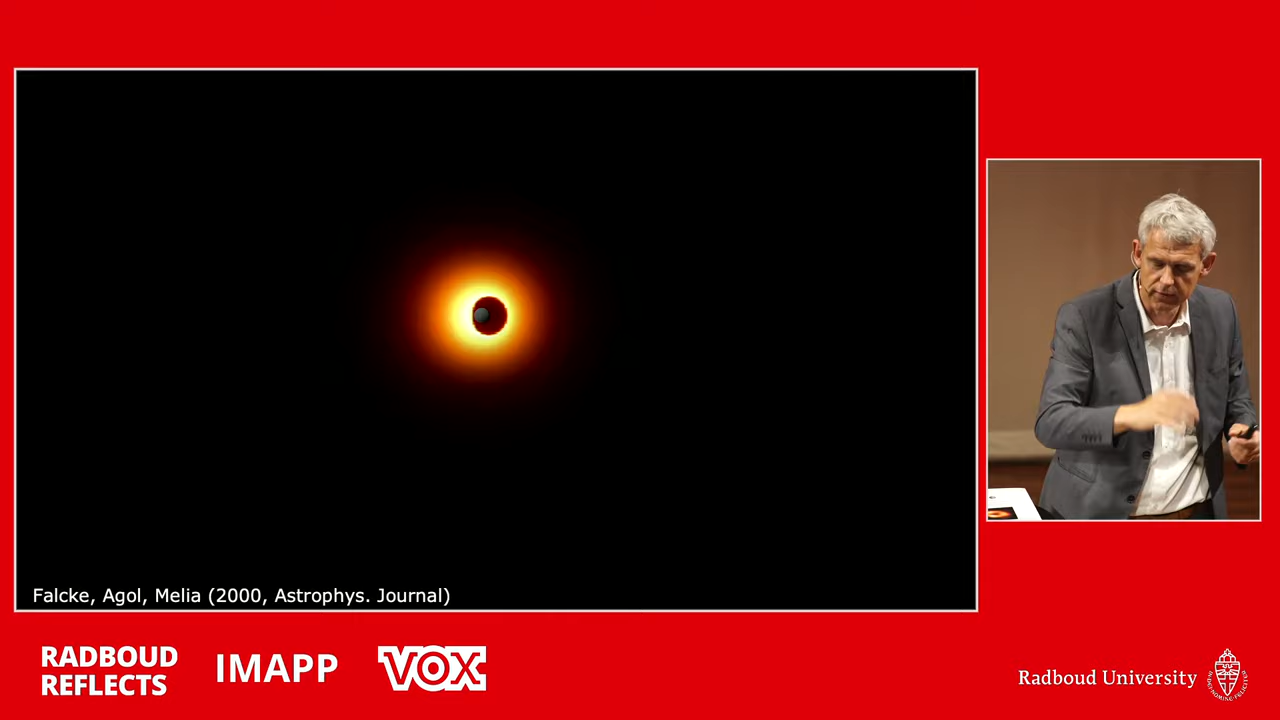 Falcke, Agol, Melia (2000, Astrophys. Journal)
RADBOUD
REFLECTS
IMAPP
VOX
Radboud University